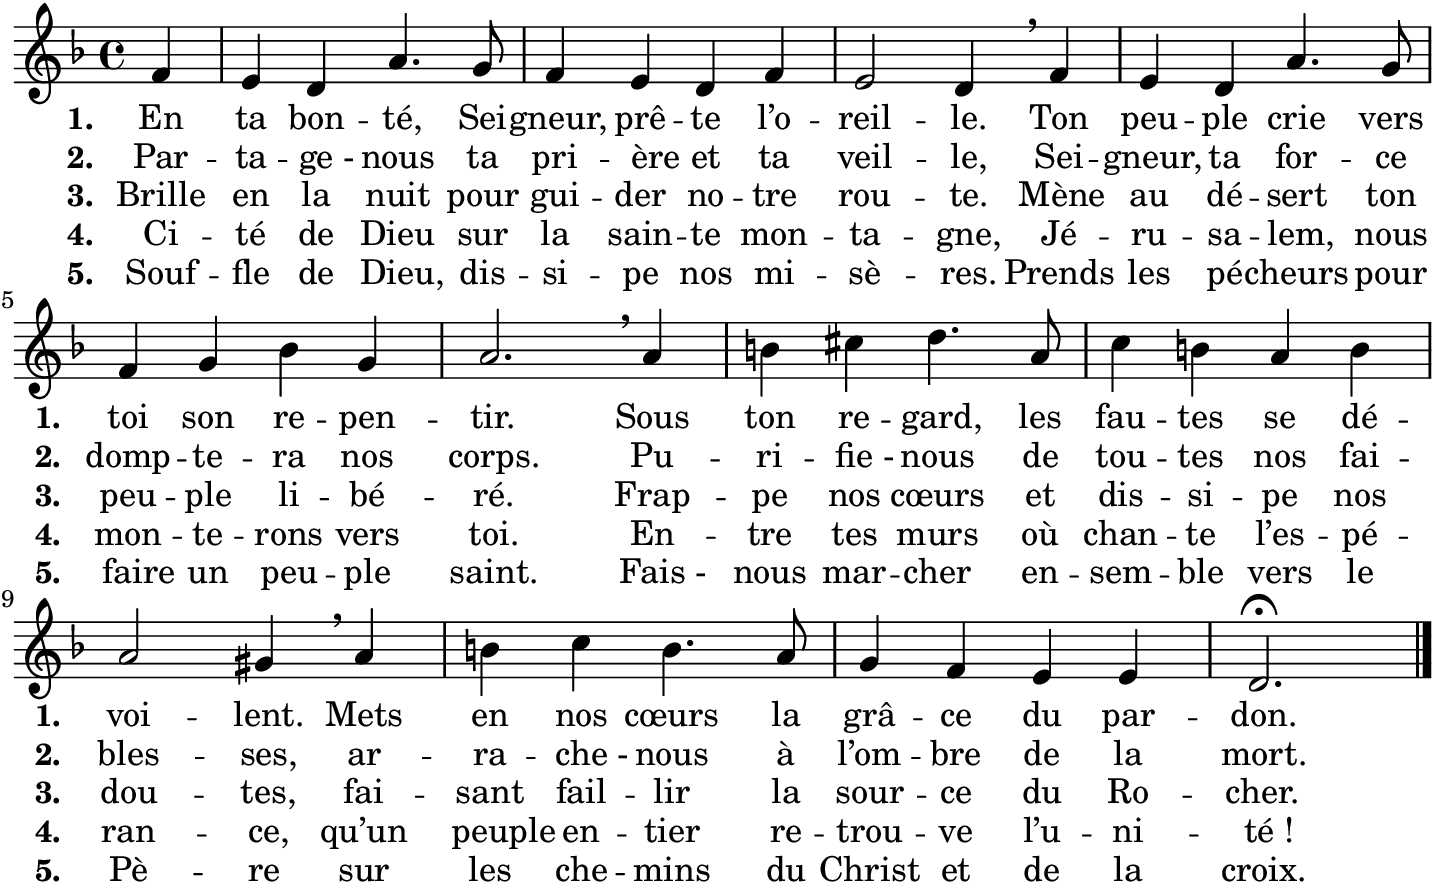 1. En ta bon - té, Seigneur, prê - te l’o - reil - le. Ton peu - ple crie vers
2. Par - ta - ge - nous ta pri - ère et ta veil - le, Sei - gneur, ta for - ce
3. Brille en la nuit pour gui - der no - tre rou - te. Mène au dé - sert ton
4. Ci - té de Dieu sur la sain - te mon - ta - gne, Jé - ru - sa - lem, nous
5. Souf - fle de Dieu, dis - si - pe nos mi - sè - res. Prends les pécheurs pour
5
1. toi son re - pen - tir. Sous ton re - gard, les fau - tes se dé -
2. domp - te - ra nos corps. Pu - ri - fie - nous de tou - tes nos fai -
3. peu - ple li - bé - ré. Frap - pe nos cœurs et dis - si - pe nos
4. mon - te - rons vers toi. En - tre tes murs où chan - te l’es - pé -
5. faire un peu - ple saint. Fais - nous mar - cher en - sem - ble vers le
9
1. voi - lent. Mets en nos cœurs la grâ - ce du par - don.
2. bles - ses, ar - ra - che - nous à l’om - bre de la mort.
3. dou - tes, fai - sant fail - lir la sour - ce du Ro - cher.
4. ran - ce, qu’un peuple en - tier re - trou - ve l’u - ni - té !
5. Pè - re sur les che - mins du Christ et de la croix.